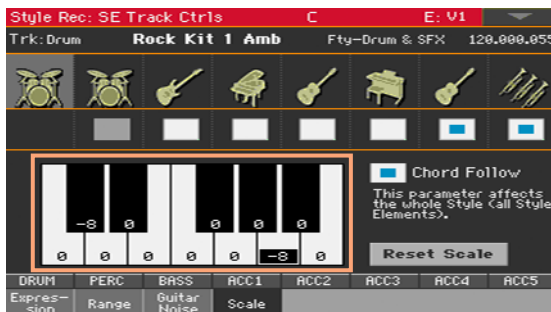 Style Rec: SE Track Ctrls C E: V1
Trk:Drum Rock Kit 1 Amb Fty-Drum & SFX 120.000.055
Chord Follow
This parameter affects
the whole Style (all Style
Elements).
-8 0 0 0 0
0 0 0 0 0 -8 0
Reset Scale
DRUM PERC BASS ACC1 ACC2 ACC3 ACC4 ACC5
Expres-
sion
Range
Guitar
Noise
Scale